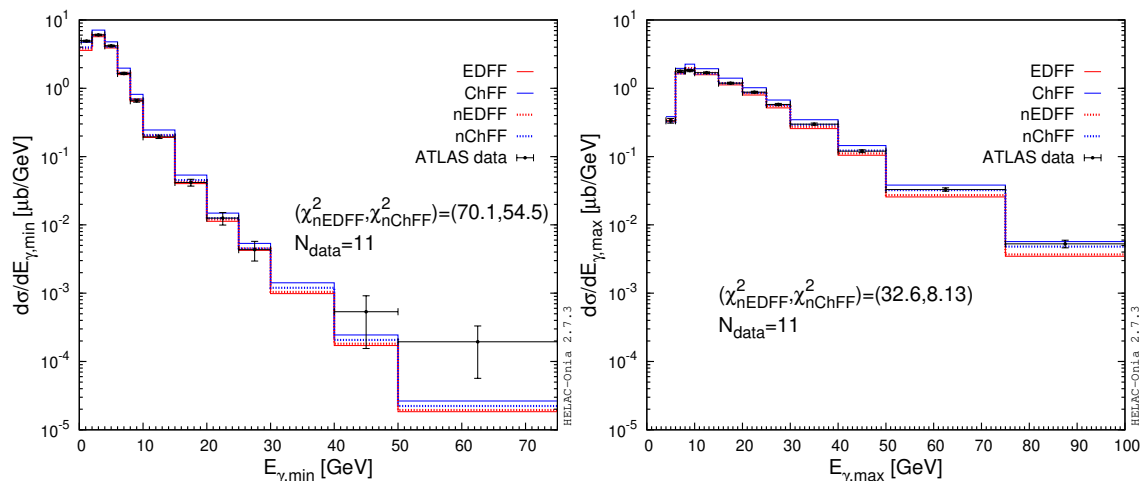 10^1
10^0
10^-1
10^-2
10^-3
10^-4
10^-5
dσ/dE_γ,min [μb/GeV]
EDFF
ChFF
nEDFF
nChFF
ATLAS data
(χ²_nEDFF,χ²_nChFF)=(70.1,54.5)
N_data=11
HELAC-Onia 2.7.3
0 10 20 30 40 50 60 70
E_γ,min [GeV]
10^1
10^0
10^-1
10^-2
10^-3
10^-4
10^-5
dσ/dE_γ,max [μb/GeV]
EDFF
ChFF
nEDFF
nChFF
ATLAS data
(χ²_nEDFF,χ²_nChFF)=(32.6,8.13)
N_data=11
HELAC-Onia 2.7.3
0 10 20 30 40 50 60 70 80 90 100
E_γ,max [GeV]